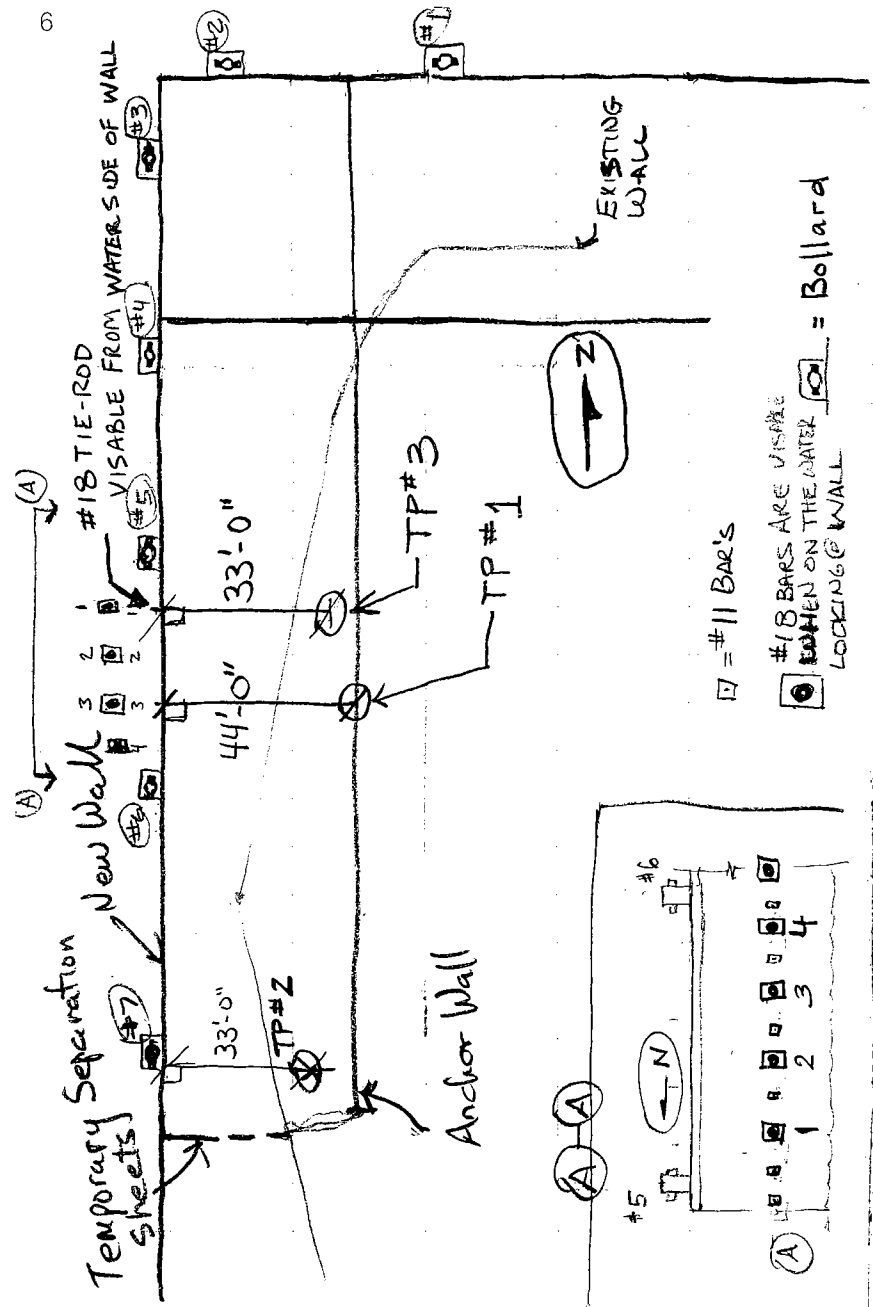 6
#2
#1
#3
#4
#5
#6
#7
#18 TIE-ROD
VISABLE FROM WATER SIDE OF WALL
(A)
(A)
1
2
3
2
3
4
New Wall
Temporary Separation
Sheets
33'-0"
44'-0"
33'-0"
TP#3
TP#1
TP#2
Anchor Wall
EXISTING
WALL
N
= #11 BAR'S
#18 BARS ARE VISABLE
WHEN ON THE WATER
LOOKING @ WALL
= Bollard
A-A
N
#5
#6
(A)
1
2
3
4